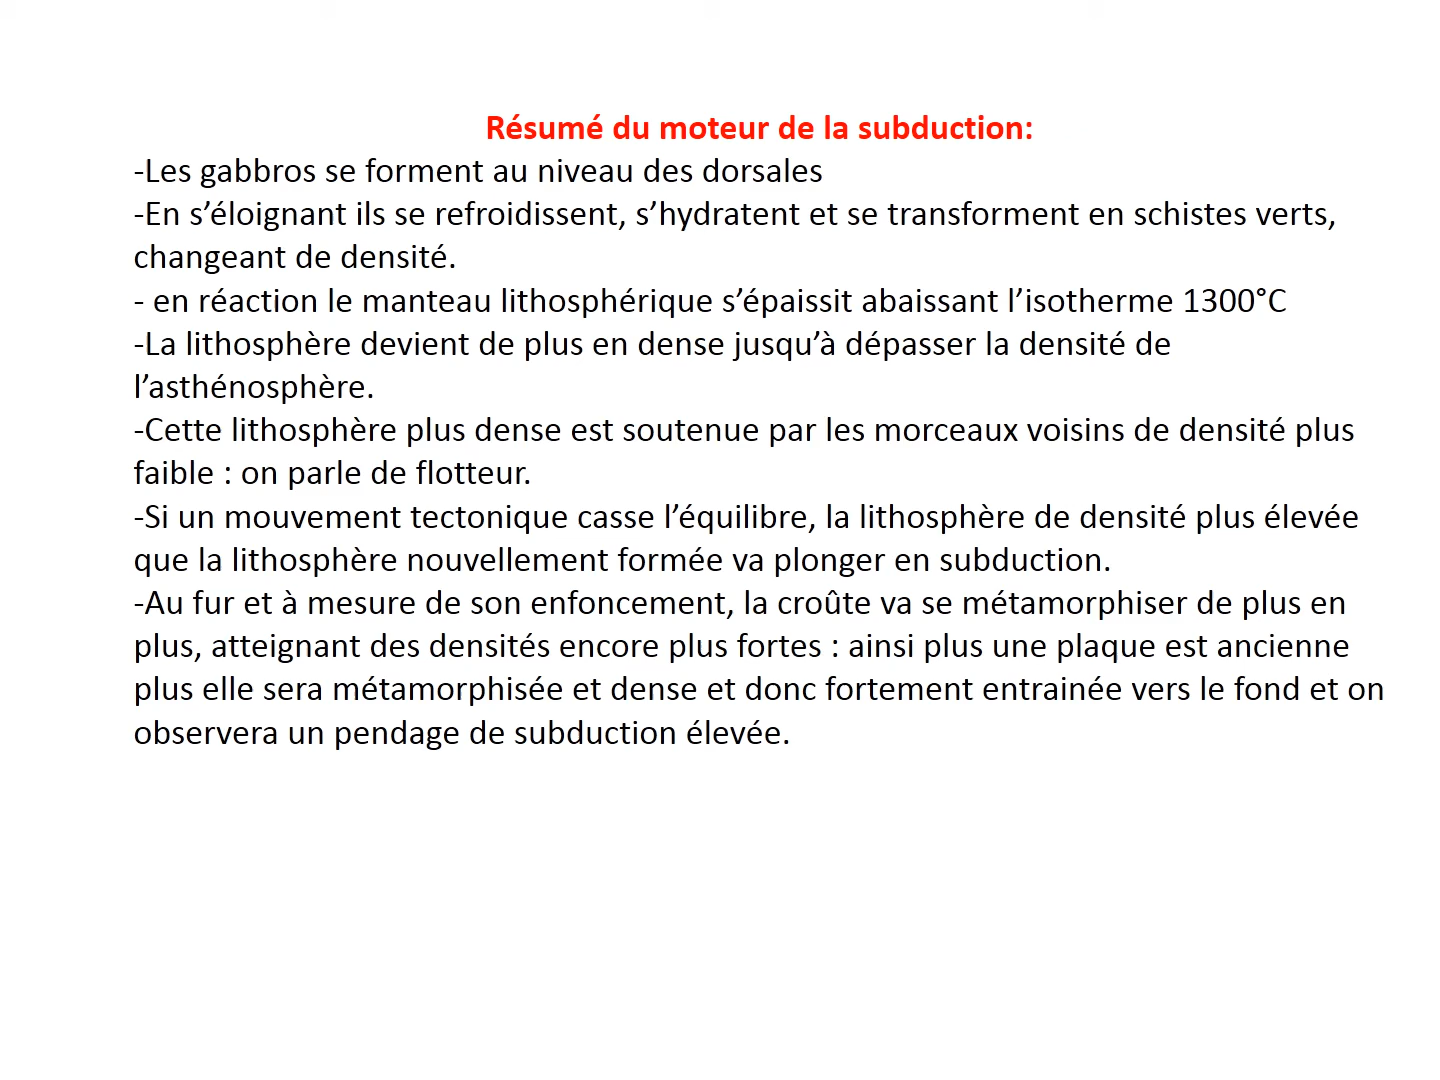 Résumé du moteur de la subduction:
-Les gabbros se forment au niveau des dorsales
-En s’éloignant ils se refroidissent, s’hydratent et se transforment en schistes verts,
changeant de densité.
- en réaction le manteau lithosphérique s’épaissit abaissant l’isotherme 1300°C
-La lithosphère devient de plus en dense jusqu’à dépasser la densité de
l’asthénosphère.
-Cette lithosphère plus dense est soutenue par les morceaux voisins de densité plus
faible : on parle de flotteur.
-Si un mouvement tectonique casse l’équilibre, la lithosphère de densité plus élevée
que la lithosphère nouvellement formée va plonger en subduction.
-Au fur et à mesure de son enfoncement, la croûte va se métamorphiser de plus en
plus, atteignant des densités encore plus fortes : ainsi plus une plaque est ancienne
plus elle sera métamorphisée et dense et donc fortement entrainée vers le fond et on
observera un pendage de subduction élevée.